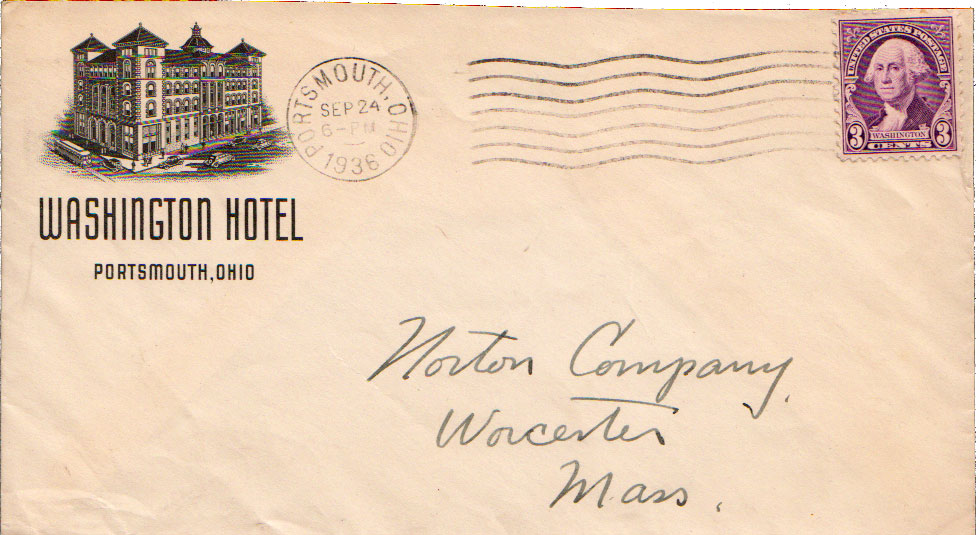 PORTSMOUTH, OHIO
SEP 24
6-PM
1936
UNITED STATES POSTAGE
WASHINGTON
3 CENTS 3
WASHINGTON HOTEL
PORTSMOUTH, OHIO
Norton Company,
Worcester
Mass.